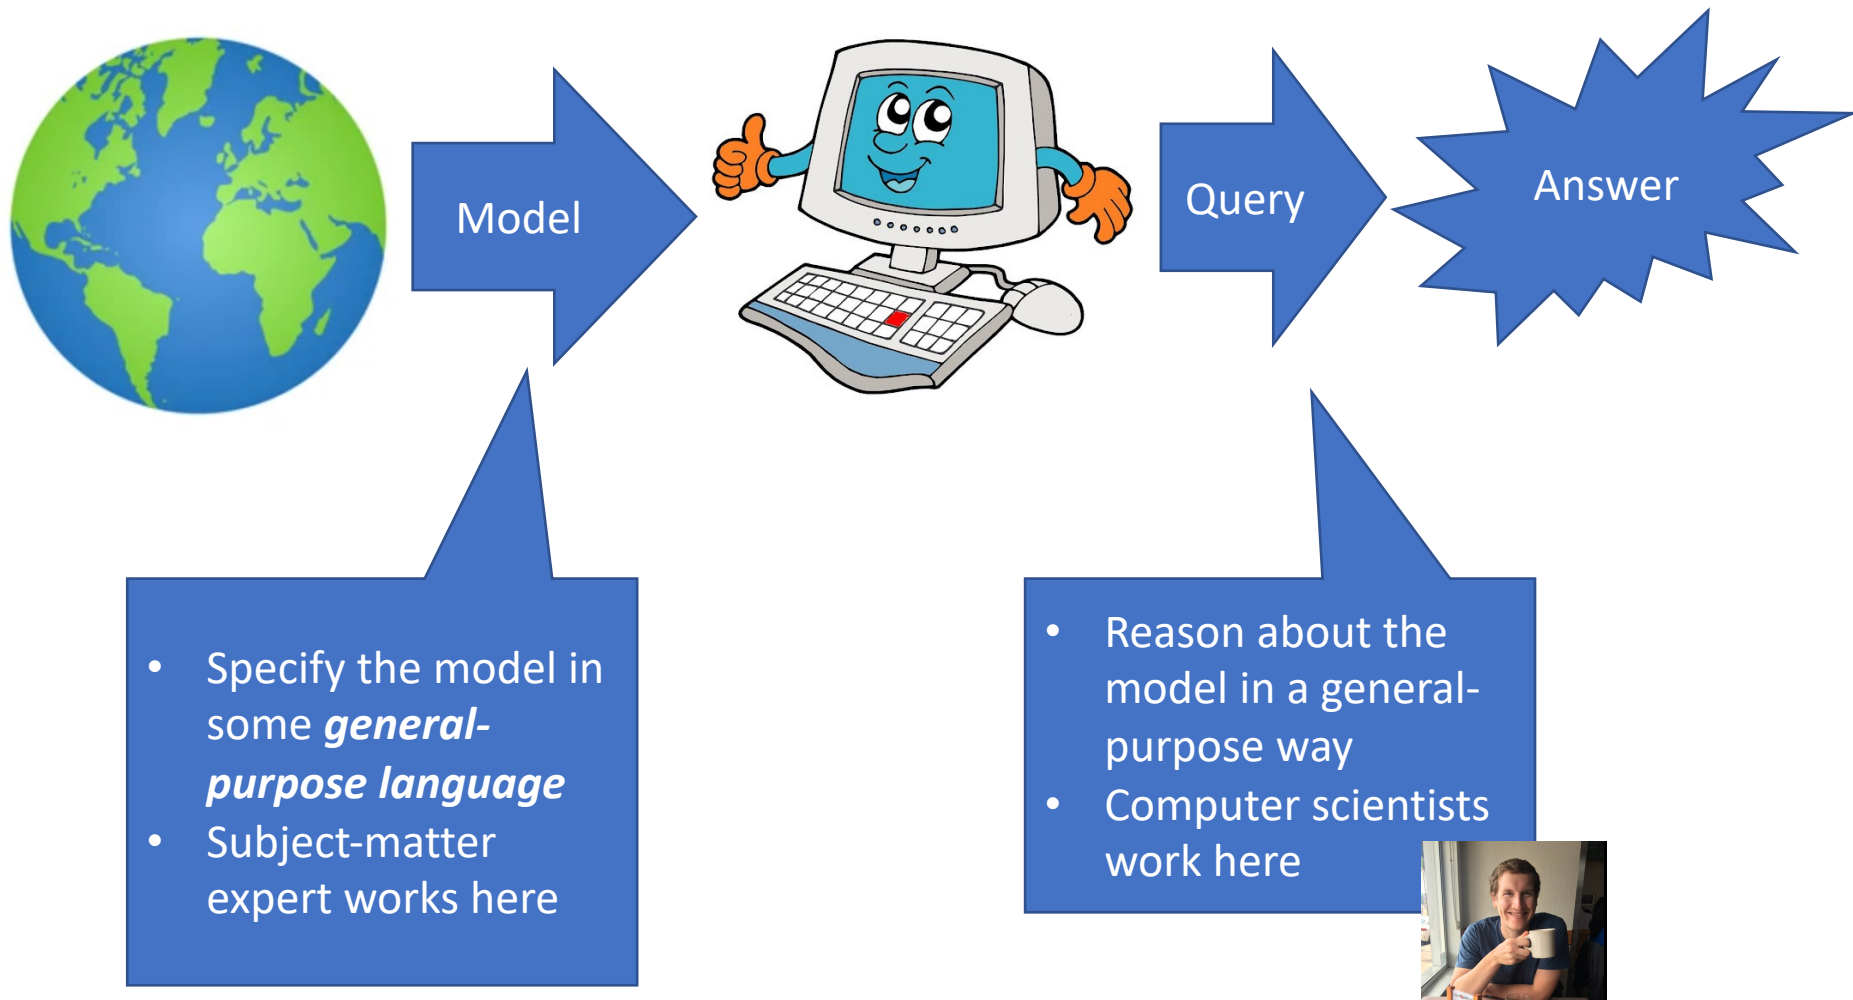 Model
Query
Answer
• Specify the model in
some general-
purpose language
• Subject-matter
expert works here
• Reason about the
model in a general-
purpose way
• Computer scientists
work here